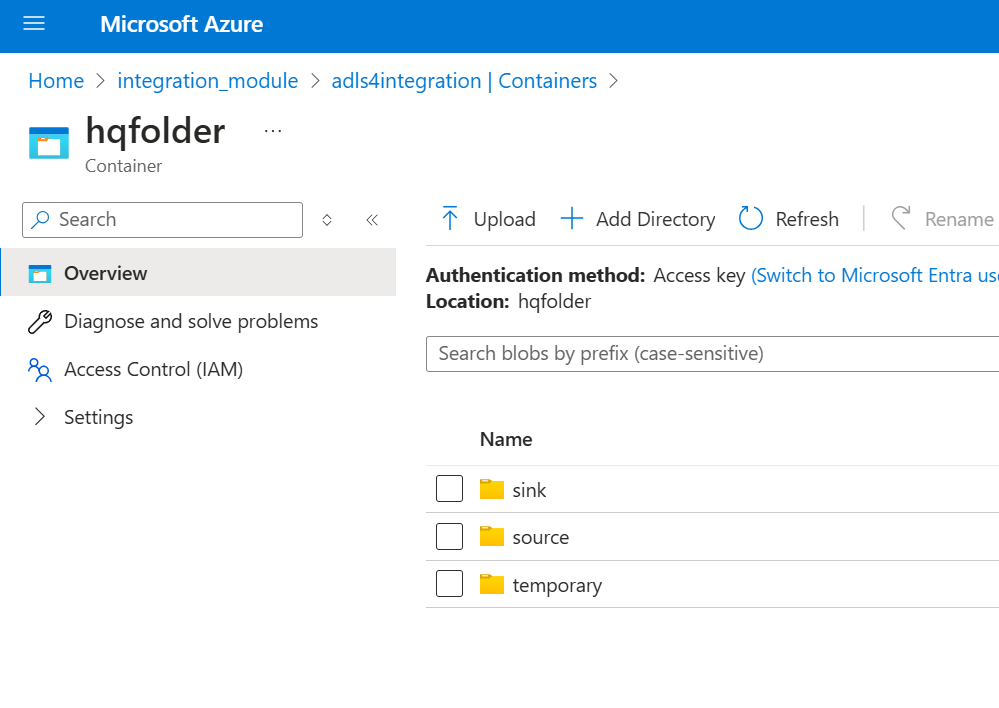 Microsoft Azure
Home > integration_module > adls4integration | Containers >
hqfolder ...
Container
Search
Upload Add Directory Refresh Rename
Overview
Authentication method: Access key (Switch to Microsoft Entra use
Location: hqfolder
Diagnose and solve problems
Search blobs by prefix (case-sensitive)
Access Control (IAM)
Settings
Name
sink
source
temporary